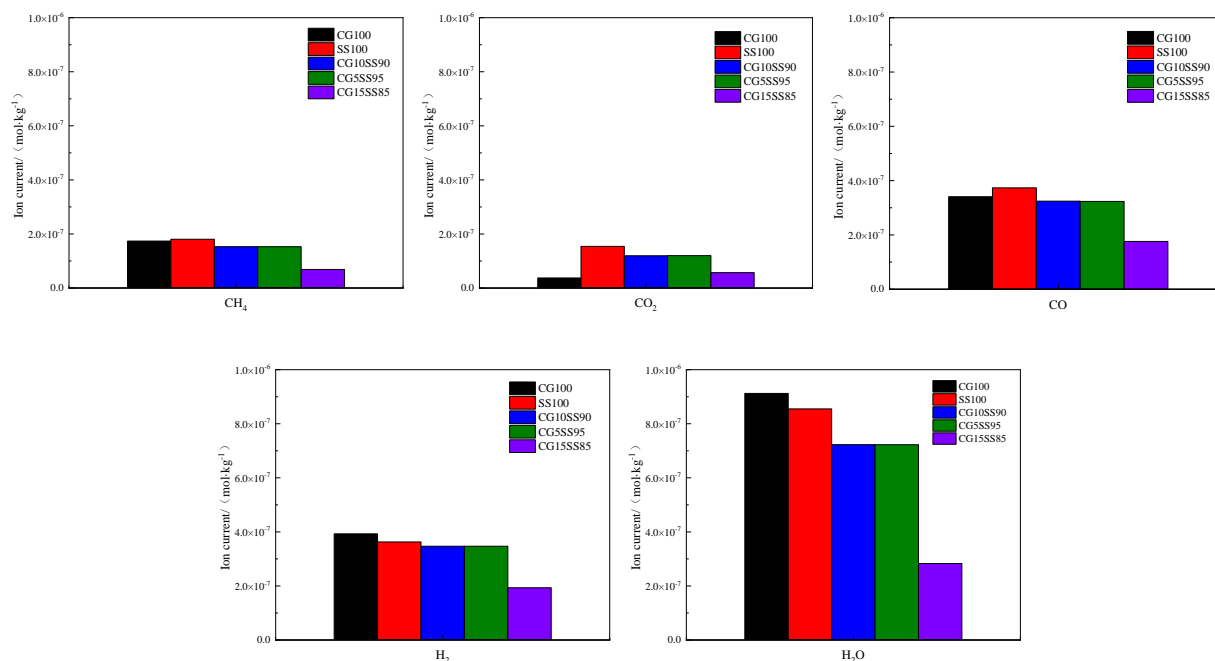 1.0×10⁻⁶
8.0×10⁻⁷
6.0×10⁻⁷
4.0×10⁻⁷
2.0×10⁻⁷
0.0
Ion current/（mol·kg⁻¹）
CG100
SS100
CG10SS90
CG5SS95
CG15SS85
CH₄
1.0×10⁻⁶
8.0×10⁻⁷
6.0×10⁻⁷
4.0×10⁻⁷
2.0×10⁻⁷
0.0
Ion current/（mol·kg⁻¹）
CG100
SS100
CG10SS90
CG5SS95
CG15SS85
CO₂
1.0×10⁻⁶
8.0×10⁻⁷
6.0×10⁻⁷
4.0×10⁻⁷
2.0×10⁻⁷
0.0
Ion current/（mol·kg⁻¹）
CG100
SS100
CG10SS90
CG5SS95
CG15SS85
CO
1.0×10⁻⁶
8.0×10⁻⁷
6.0×10⁻⁷
4.0×10⁻⁷
2.0×10⁻⁷
0.0
Ion current/（mol·kg⁻¹）
CG100
SS100
CG10SS90
CG5SS95
CG15SS85
H₂
1.0×10⁻⁶
8.0×10⁻⁷
6.0×10⁻⁷
4.0×10⁻⁷
2.0×10⁻⁷
0.0
Ion current/（mol·kg⁻¹）
CG100
SS100
CG10SS90
CG5SS95
CG15SS85
H₂O